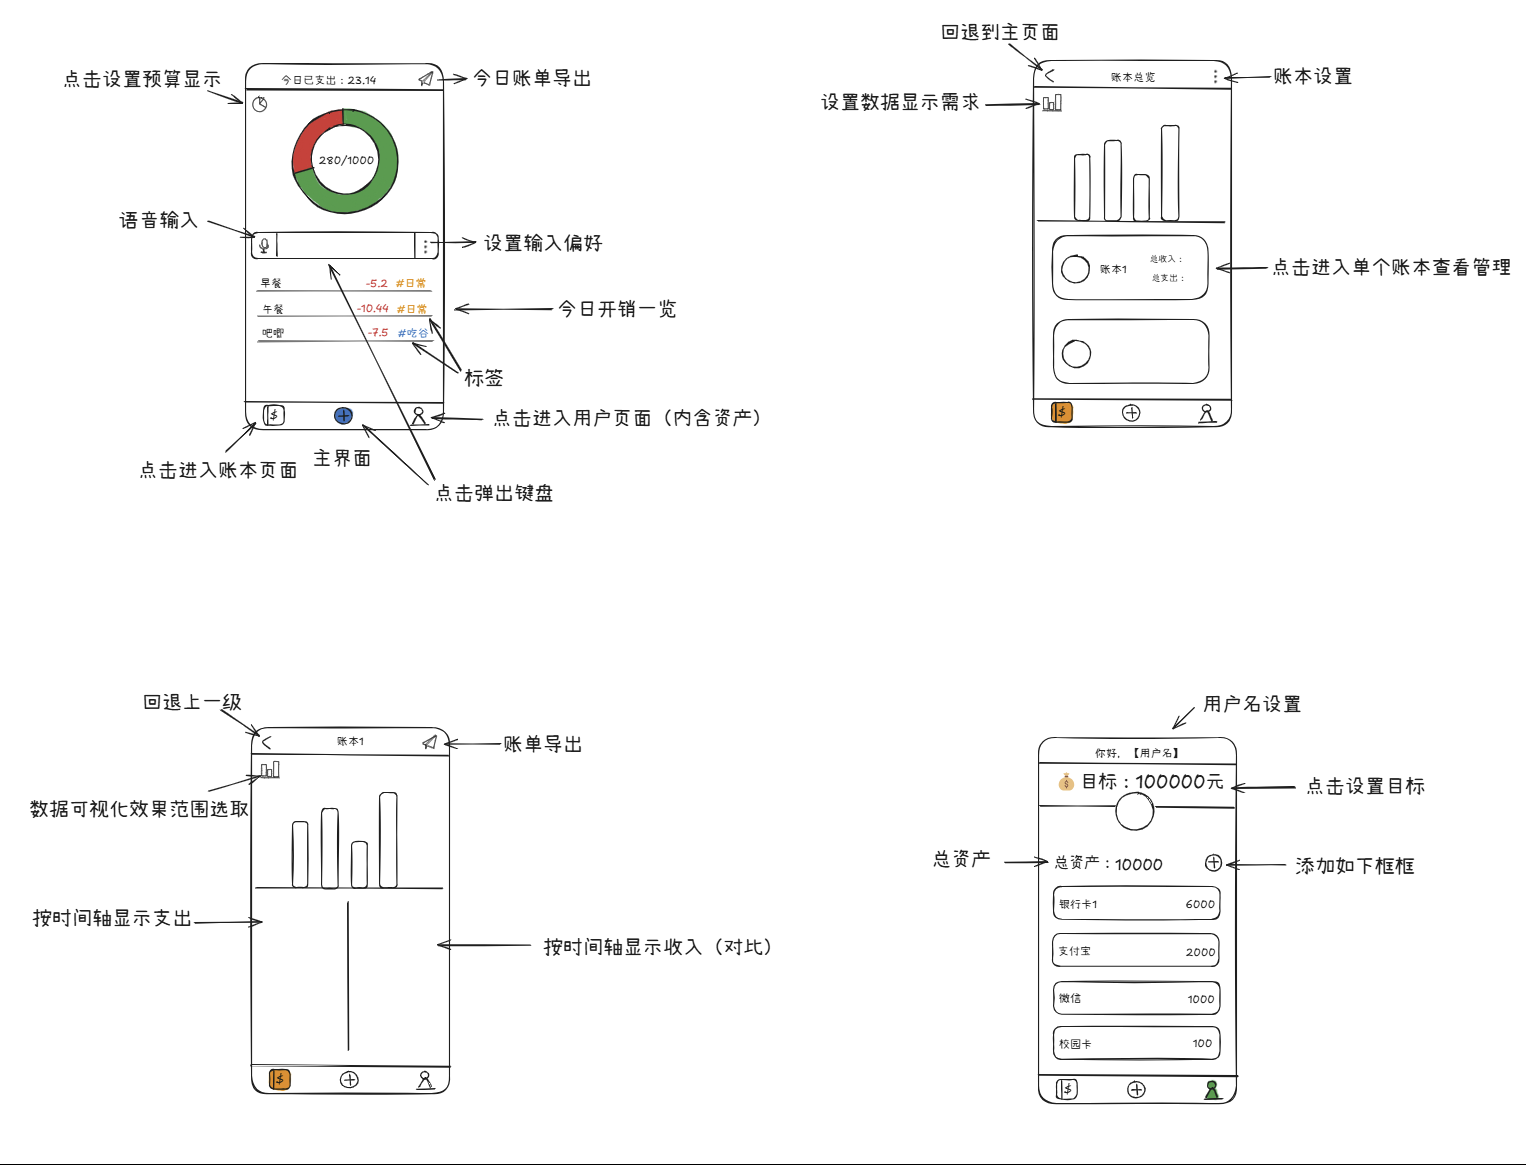 点击设置预算显示
今日已支出：23.14
今日账单导出
280/1000
语音输入
设置输入偏好
早餐 -5.2 #日常
午餐 -10.44 #日常
吧唧 -7.5 #吃谷
今日开销一览
标签
$
点击进入用户页面（内含资产）
点击进入账本页面
主界面
点击弹出键盘
回退到主页面
账本总览
账本设置
设置数据显示需求
账本1
总收入：
总支出：
点击进入单个账本查看管理
$
回退上一级
账本1
账单导出
数据可视化效果范围选取
按时间轴显示支出
按时间轴显示收入（对比）
$
用户名设置
你好，【用户名】
$
目标：100000元
点击设置目标
总资产
总资产：10000
添加如下框框
银行卡1 6000
支付宝 2000
微信 1000
校园卡 100
$